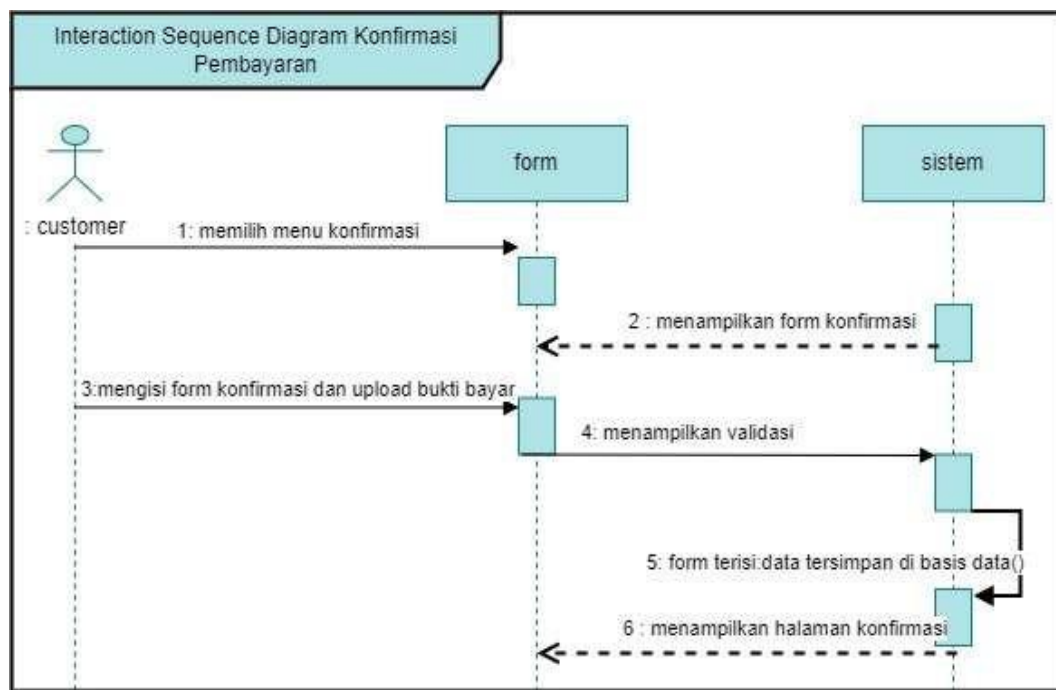 Interaction Sequence Diagram Konfirmasi
Pembayaran
form
sistem
: customer
1: memilih menu konfirmasi
2 : menampilkan form konfirmasi
3:mengisi form konfirmasi dan upload bukti bayar
4: menampilkan validasi
5: form terisi:data tersimpan di basis data()
6 : menampilkan halaman konfirmasi